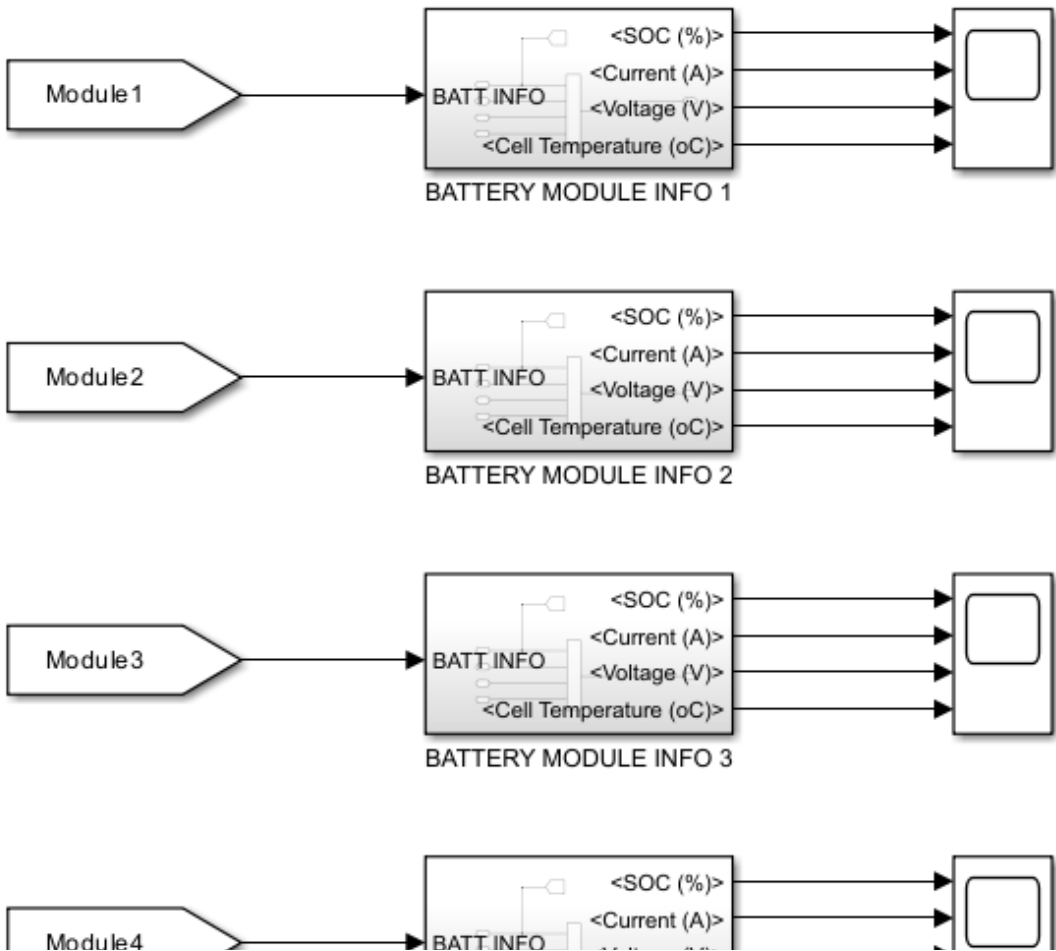 Module1
BATT INFO
<SOC (%)>
<Current (A)>
<Voltage (V)>
<Cell Temperature (oC)>
BATTERY MODULE INFO 1
Module2
BATT INFO
<SOC (%)>
<Current (A)>
<Voltage (V)>
<Cell Temperature (oC)>
BATTERY MODULE INFO 2
Module3
BATT INFO
<SOC (%)>
<Current (A)>
<Voltage (V)>
<Cell Temperature (oC)>
BATTERY MODULE INFO 3
Module4
BATT INFO
<SOC (%)>
<Current (A)>